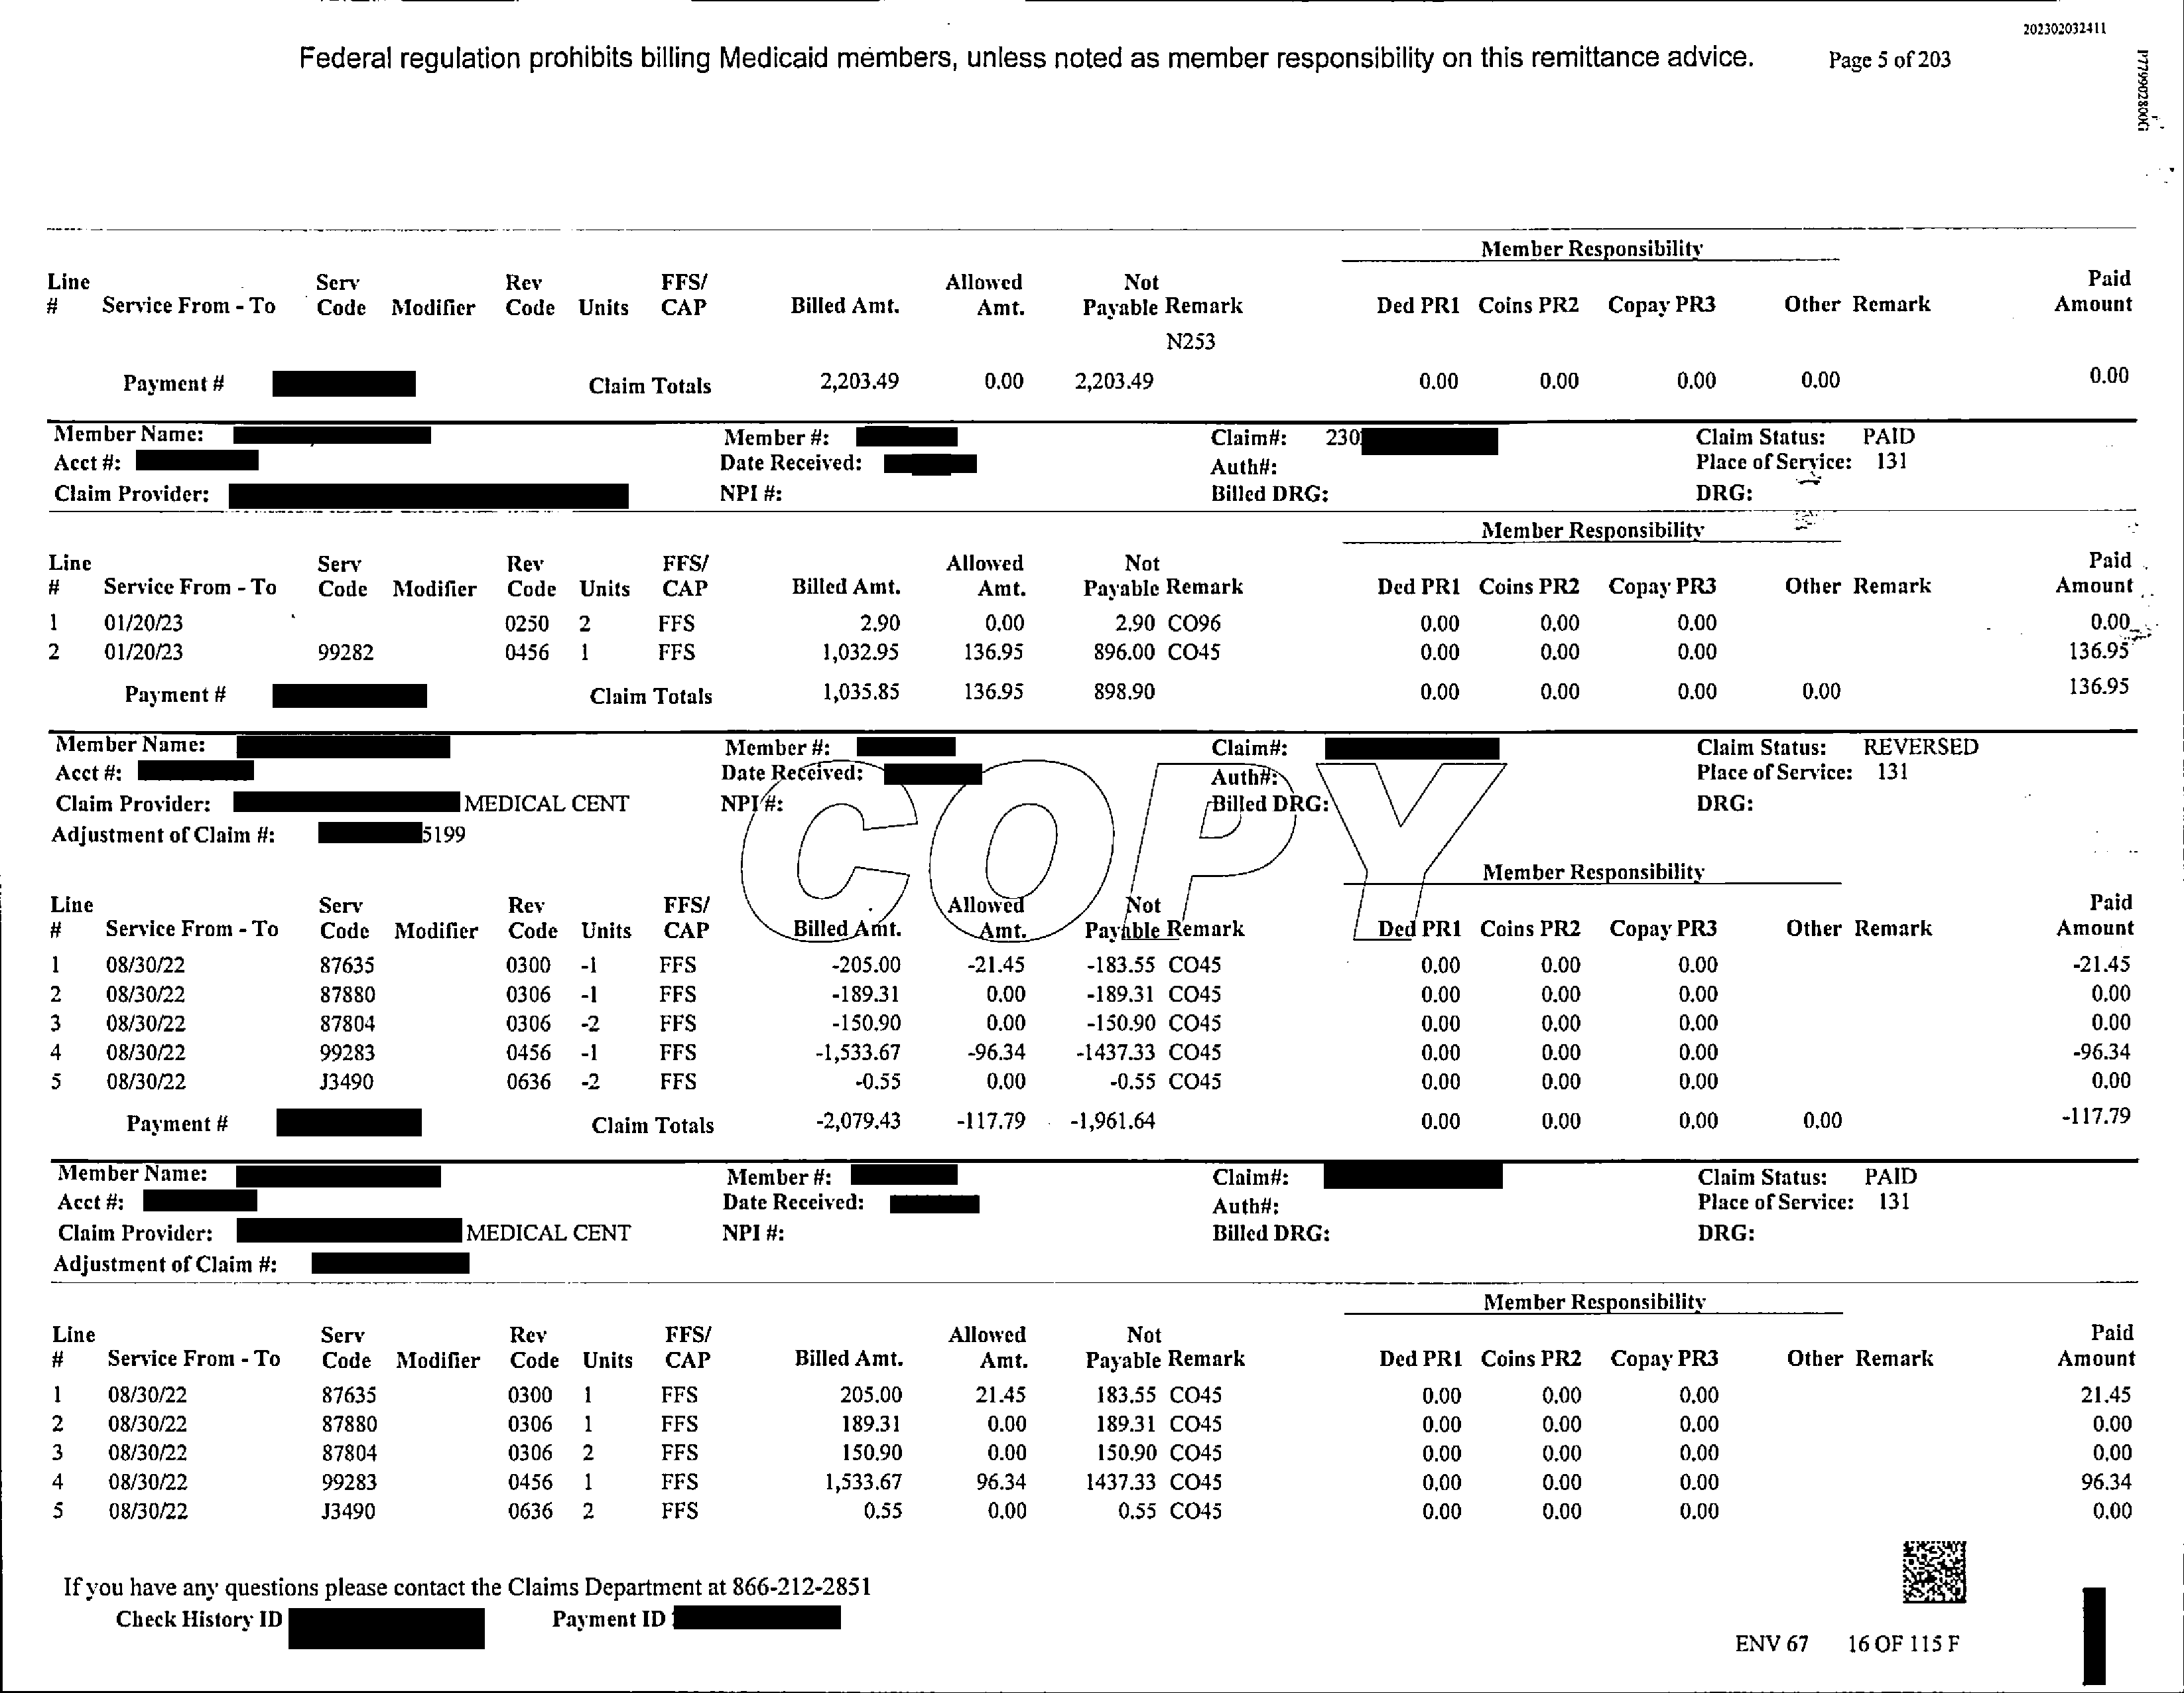 202302032411
Federal regulation prohibits billing Medicaid members, unless noted as member responsibility on this remittance advice. Page 5 of 203
P779902800G
Member Responsibility
Line Serv Rev FFS/ Allowed Not Paid
# Service From - To Code Modifier Code Units CAP Billed Amt. Amt. Payable Remark Ded PR1 Coins PR2 Copay PR3 Other Remark Amount
N253
Payment # Claim Totals 2,203.49 0.00 2,203.49 0.00 0.00 0.00 0.00 0.00
Member Name: Member #: Claim#: 230 Claim Status: PAID
Acct #: Date Received: Auth#: Place of Service: 131
Claim Provider: NPI #: Billed DRG: DRG:
Member Responsibility
Line Serv Rev FFS/ Allowed Not Paid
# Service From - To Code Modifier Code Units CAP Billed Amt. Amt. Payable Remark Ded PR1 Coins PR2 Copay PR3 Other Remark Amount
1 01/20/23 0250 2 FFS 2.90 0.00 2.90 CO96 0.00 0.00 0.00 0.00
2 01/20/23 99282 0456 1 FFS 1,032.95 136.95 896.00 CO45 0.00 0.00 0.00 136.95
Payment # Claim Totals 1,035.85 136.95 898.90 0.00 0.00 0.00 0.00 136.95
Member Name: Member #: Claim#: Claim Status: REVERSED
Acct #: Date Received: Auth#: Place of Service: 131
Claim Provider: MEDICAL CENT NPI #: Billed DRG: DRG:
Adjustment of Claim #: 5199
COPY
Member Responsibility
Line Serv Rev FFS/ Allowed Not Paid
# Service From - To Code Modifier Code Units CAP Billed Amt. Amt. Payable Remark Ded PR1 Coins PR2 Copay PR3 Other Remark Amount
1 08/30/22 87635 0300 -1 FFS -205.00 -21.45 -183.55 CO45 0.00 0.00 0.00 -21.45
2 08/30/22 87880 0306 -1 FFS -189.31 0.00 -189.31 CO45 0.00 0.00 0.00 0.00
3 08/30/22 87804 0306 -2 FFS -150.90 0.00 -150.90 CO45 0.00 0.00 0.00 0.00
4 08/30/22 99283 0456 -1 FFS -1,533.67 -96.34 -1437.33 CO45 0.00 0.00 0.00 -96.34
5 08/30/22 J3490 0636 -2 FFS -0.55 0.00 -0.55 CO45 0.00 0.00 0.00 0.00
Payment # Claim Totals -2,079.43 -117.79 -1,961.64 0.00 0.00 0.00 0.00 -117.79
Member Name: Member #: Claim#: Claim Status: PAID
Acct #: Date Received: Auth#: Place of Service: 131
Claim Provider: MEDICAL CENT NPI #: Billed DRG: DRG:
Adjustment of Claim #:
Member Responsibility
Line Serv Rev FFS/ Allowed Not Paid
# Service From - To Code Modifier Code Units CAP Billed Amt. Amt. Payable Remark Ded PR1 Coins PR2 Copay PR3 Other Remark Amount
1 08/30/22 87635 0300 1 FFS 205.00 21.45 183.55 CO45 0.00 0.00 0.00 21.45
2 08/30/22 87880 0306 1 FFS 189.31 0.00 189.31 CO45 0.00 0.00 0.00 0.00
3 08/30/22 87804 0306 2 FFS 150.90 0.00 150.90 CO45 0.00 0.00 0.00 0.00
4 08/30/22 99283 0456 1 FFS 1,533.67 96.34 1437.33 CO45 0.00 0.00 0.00 96.34
5 08/30/22 J3490 0636 2 FFS 0.55 0.00 0.55 CO45 0.00 0.00 0.00 0.00
If you have any questions please contact the Claims Department at 866-212-2851
Check History ID Payment ID
ENV 67 16 OF 115 F